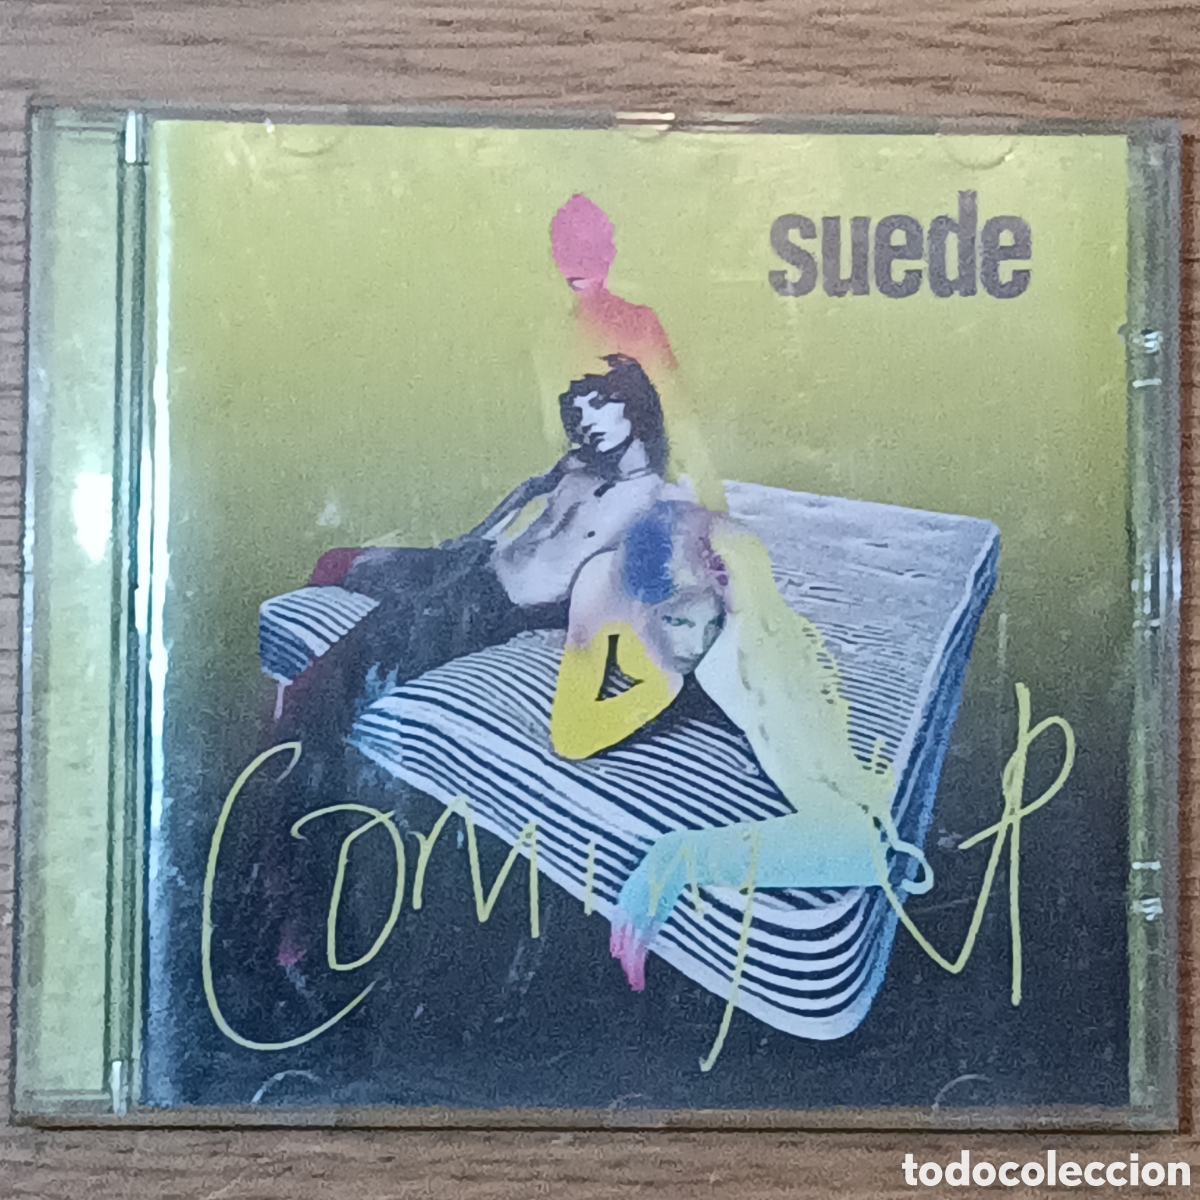 suede
Coming UP
todocoleccion